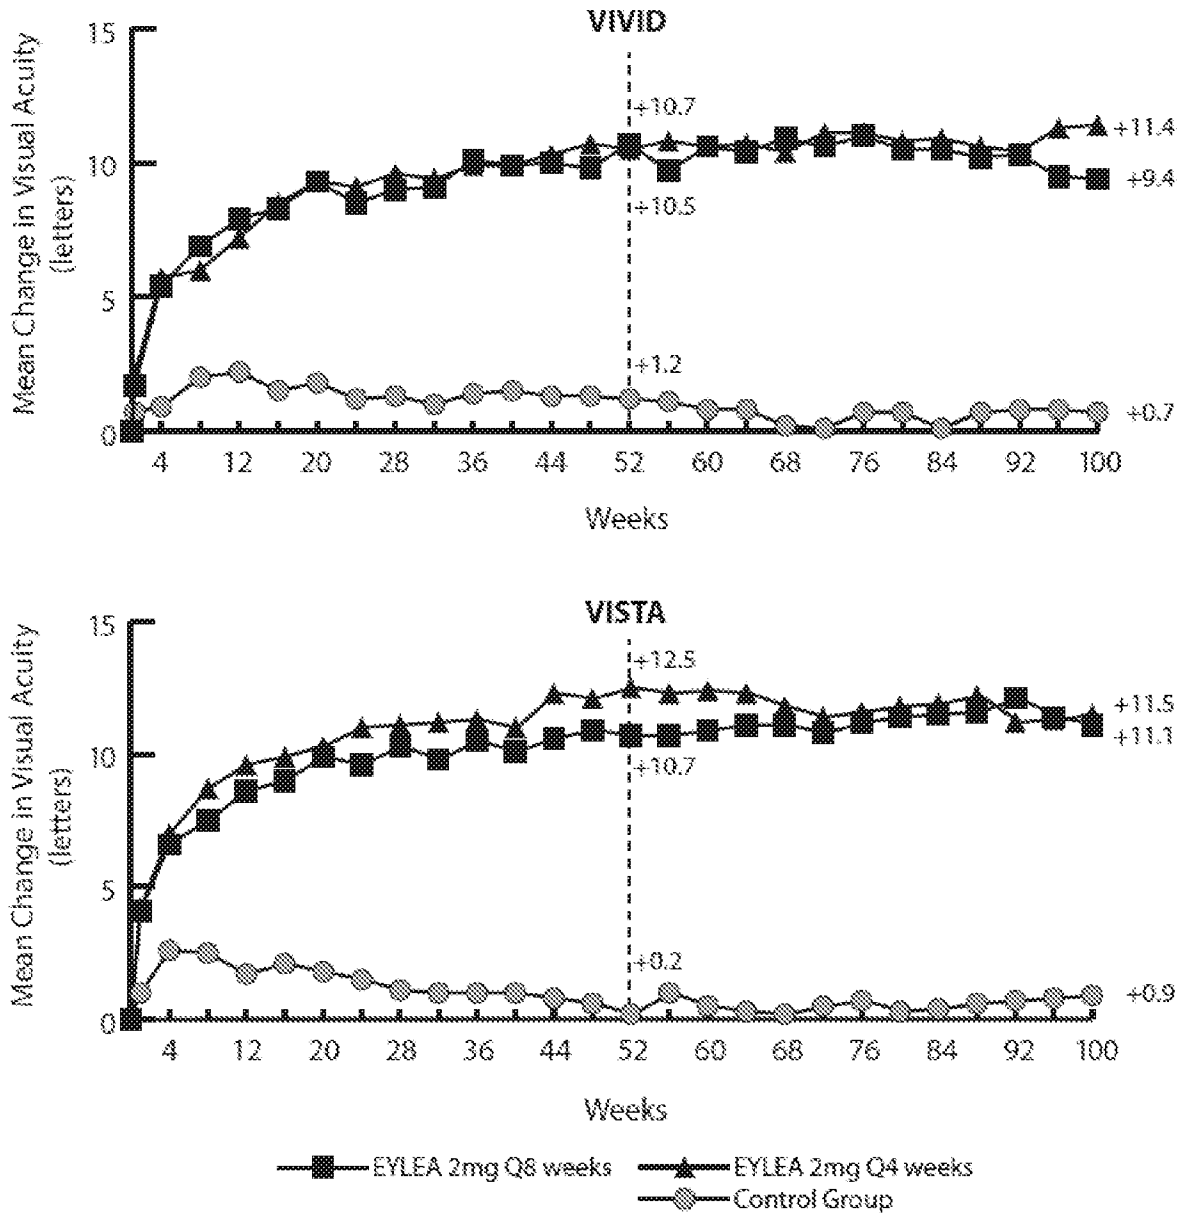 VIVID
Mean Change in Visual Acuity
(letters)
15
10
5
0
+10.7
+10.5
+1.2
+11.4
+9.4
+0.7
4 12 20 28 36 44 52 60 68 76 84 92 100
Weeks
VISTA
Mean Change in Visual Acuity
(letters)
15
10
5
0
+12.5
+10.7
+0.2
+11.5
+11.1
+0.9
4 12 20 28 36 44 52 60 68 76 84 92 100
Weeks
EYLEA 2mg Q8 weeks EYLEA 2mg Q4 weeks
Control Group